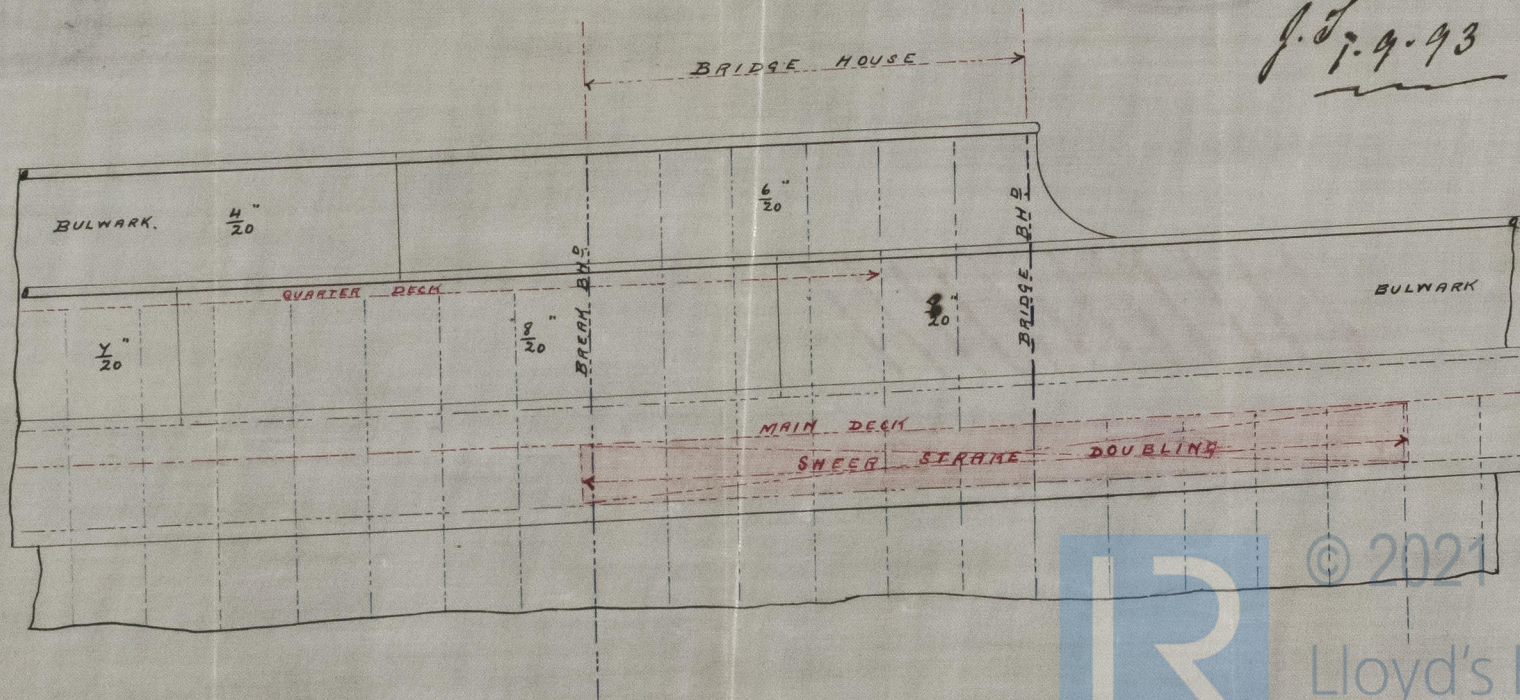 J.T 7.9.93
BRIDGE HOUSE
BULWARK. 4/20"
6/20"
QUARTER DECK
BREAK BHD
BRIDGE BHD
BULWARK
8/20"
/20"
MAIN DECK
SHEER STRAKE DOUBLING
© 2021
Lloyd's